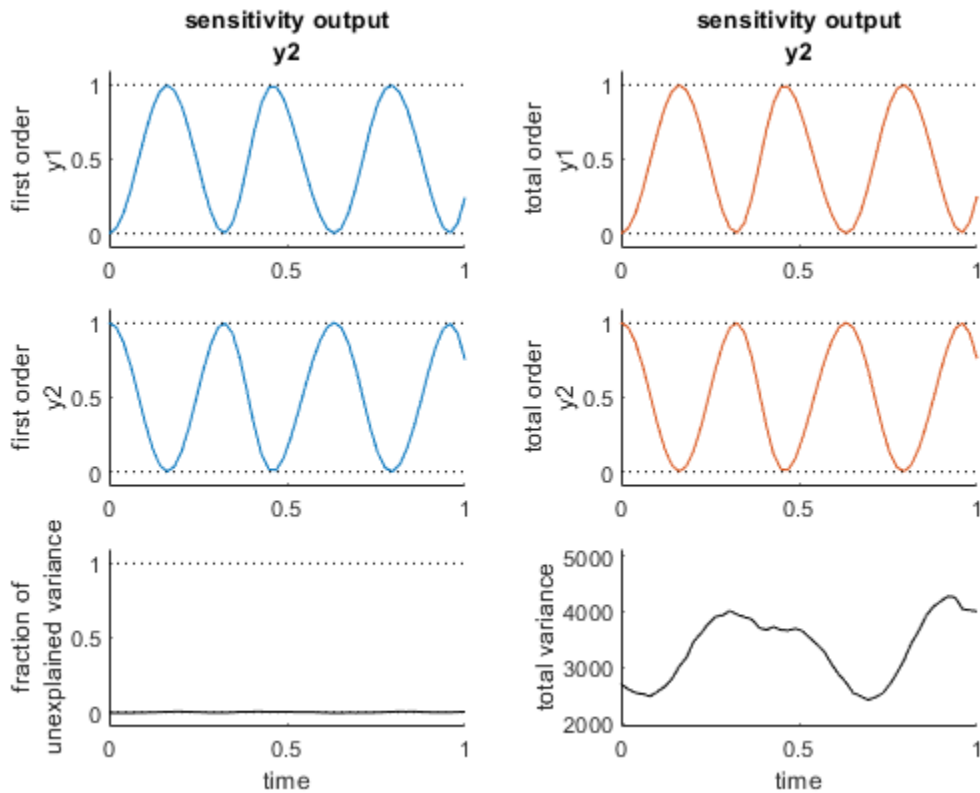 sensitivity output
y2
sensitivity output
y2
first order
y1
1
0.5
0
0
0.5
1
total order
y1
1
0.5
0
0
0.5
1
first order
y2
1
0.5
0
0
0.5
1
total order
y2
1
0.5
0
0
0.5
1
fraction of
unexplained variance
1
0.5
0
0
0.5
1
time
total variance
5000
4000
3000
2000
0
0.5
1
time